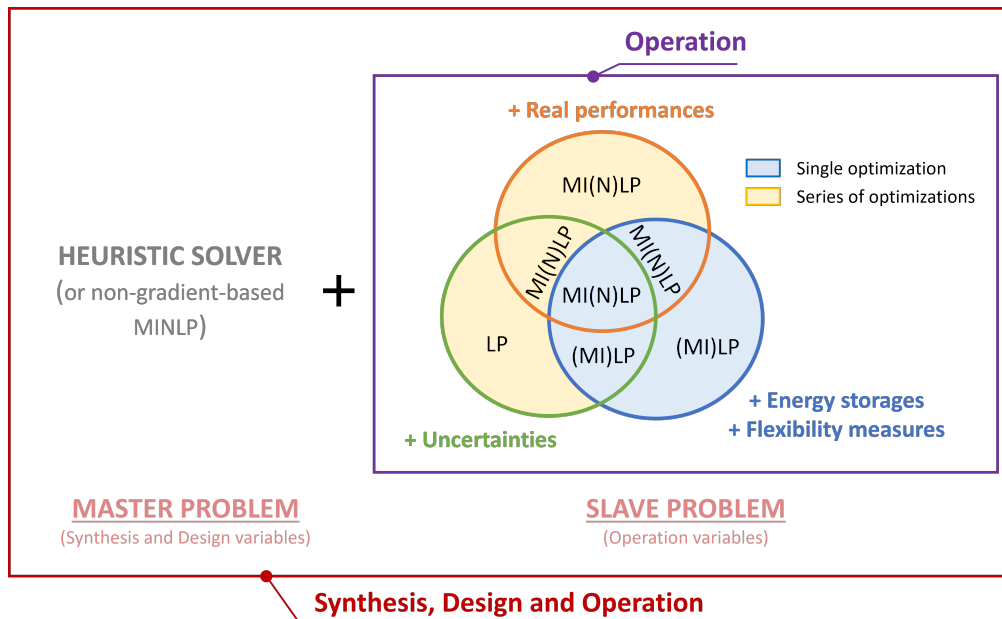 Operation
+ Real performances
MI(N)LP
Single optimization
Series of optimizations
HEURISTIC SOLVER
(or non-gradient-based
MINLP)
+
MI(N)LP
MI(N)LP
MI(N)LP
LP
(MI)LP
(MI)LP
+ Energy storages
+ Flexibility measures
+ Uncertainties
MASTER PROBLEM
(Synthesis and Design variables)
SLAVE PROBLEM
(Operation variables)
Synthesis, Design and Operation